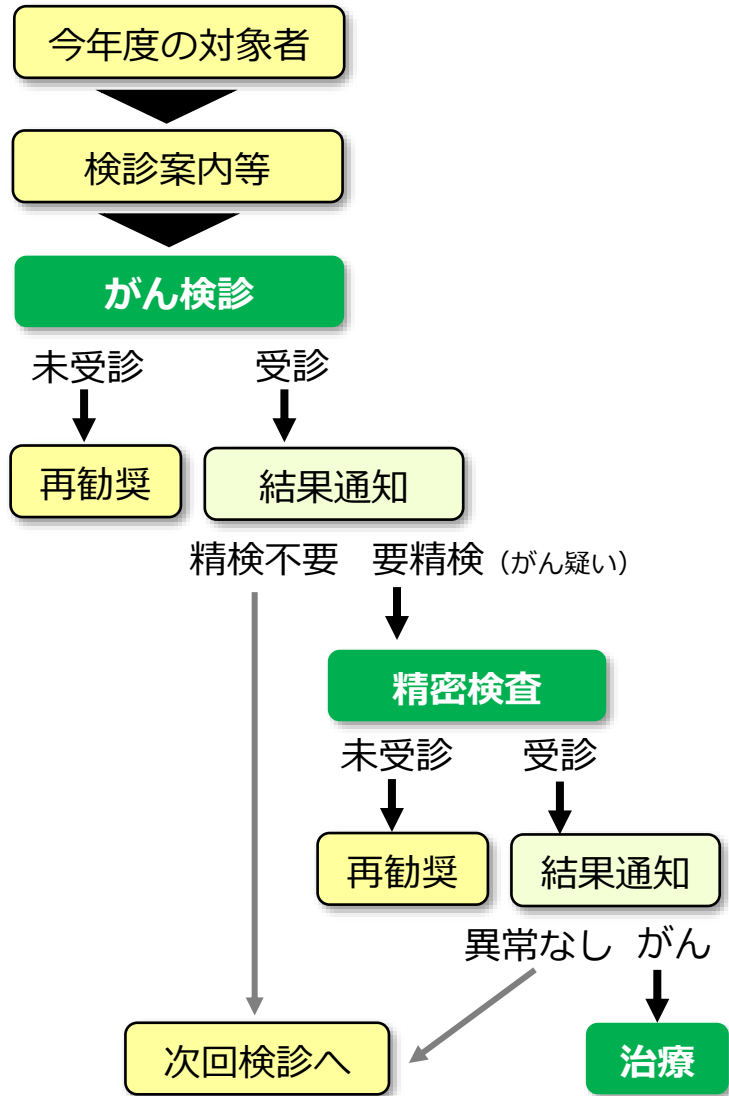 今年度の対象者
検診案内等
がん検診
未受診 受診
再勧奨 結果通知
精検不要 要精検（がん疑い）
精密検査
未受診 受診
再勧奨 結果通知
異常なし がん
次回検診へ 治療